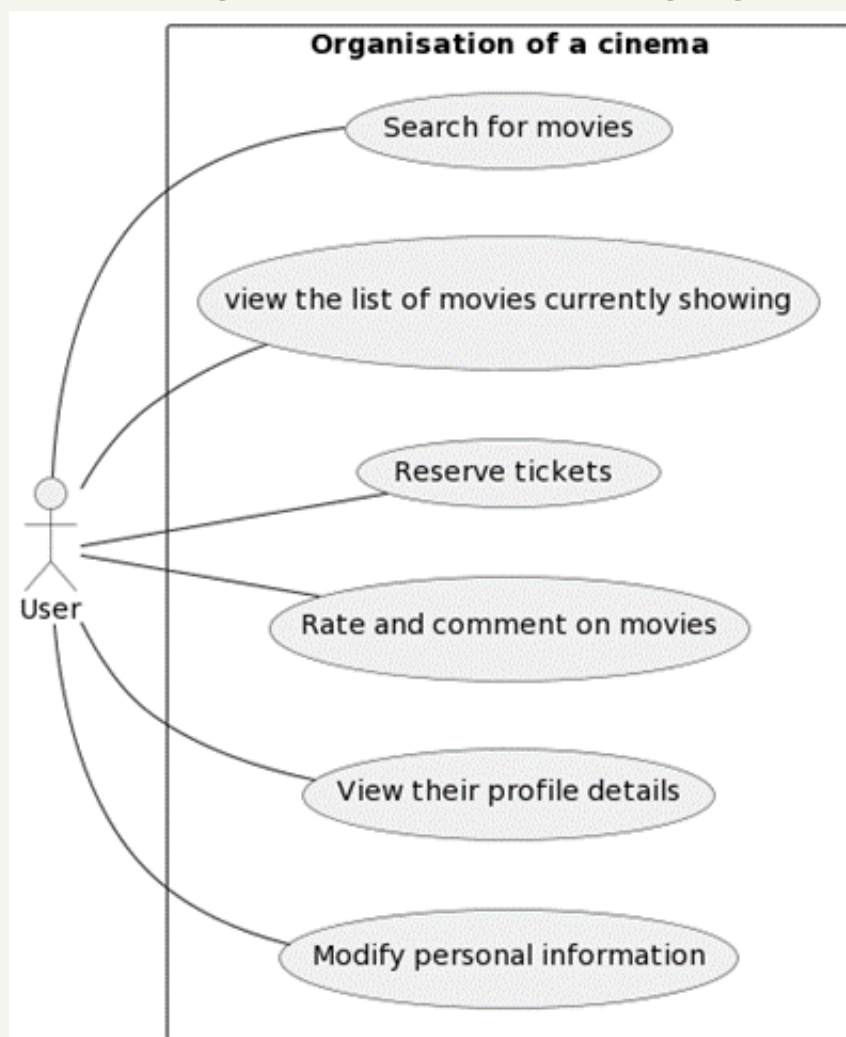 Organisation of a cinema
Search for movies
view the list of movies currently showing
Reserve tickets
Rate and comment on movies
User
View their profile details
Modify personal information